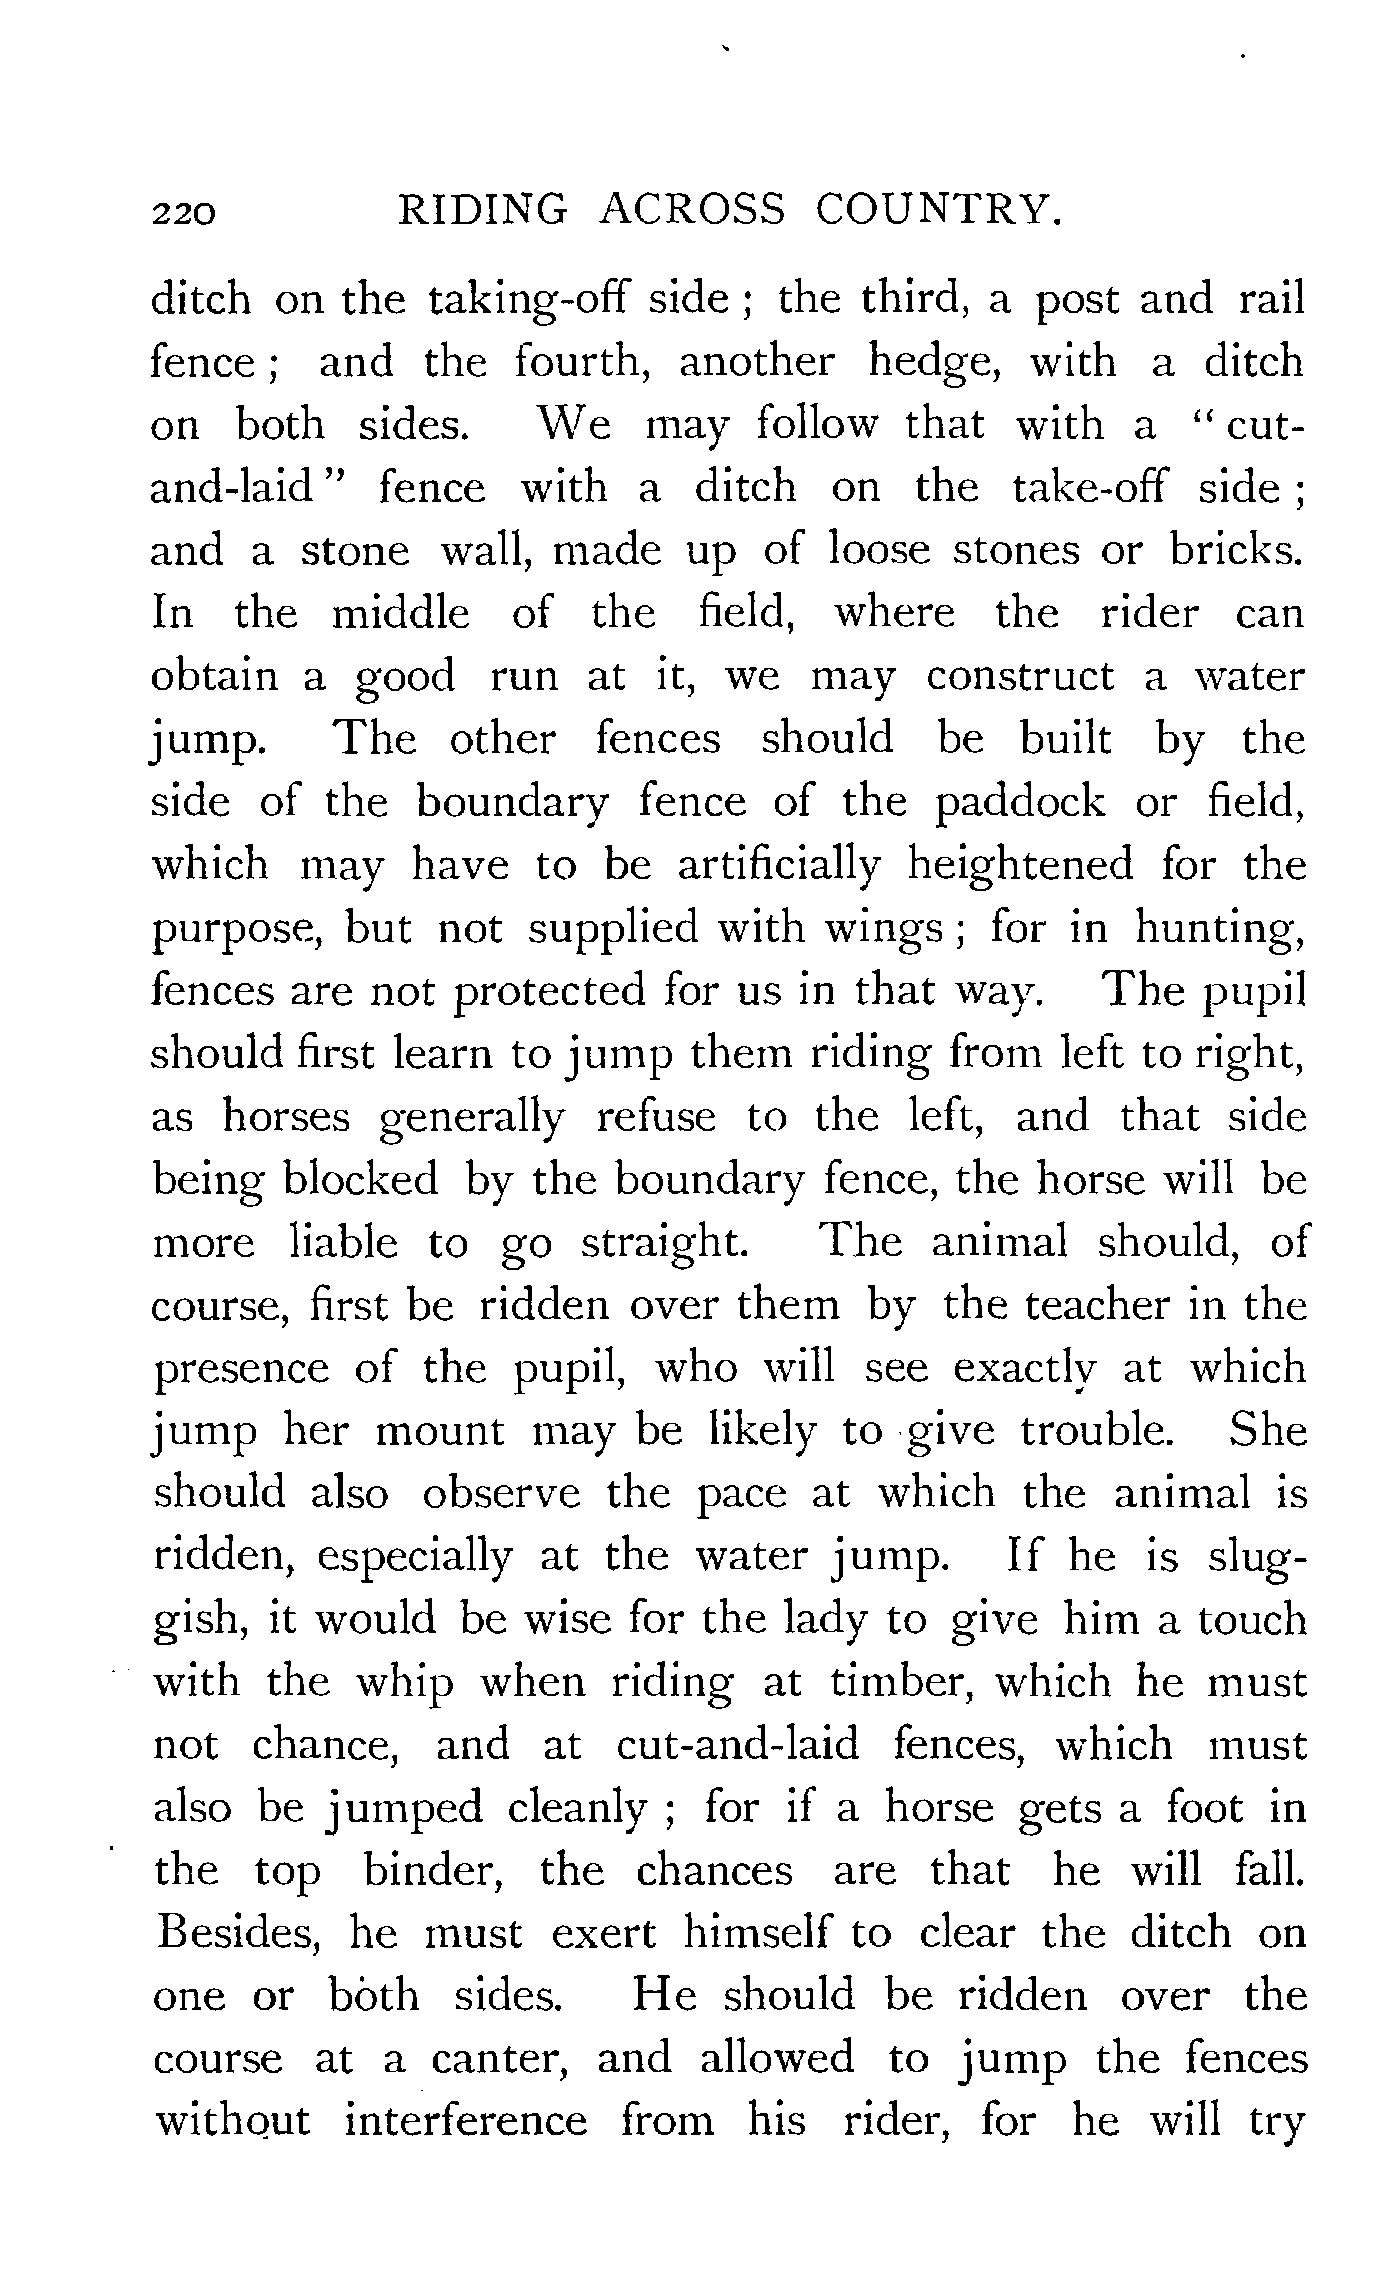 220 RIDING ACROSS COUNTRY.
ditch on the taking-off side ; the third, a post and rail
fence ; and the fourth, another hedge, with a ditch
on both sides. We may follow that with a “ cut-
and-laid ” fence with a ditch on the take-off side ;
and a stone wall, made up of loose stones or bricks.
In the middle of the field, where the rider can
obtain a good run at it, we may construct a water
jump. The other fences should be built by the
side of the boundary fence of the paddock or field,
which may have to be artificially heightened for the
purpose, but not supplied with wings ; for in hunting,
fences are not protected for us in that way. The pupil
should first learn to jump them riding from left to right,
as horses generally refuse to the left, and that side
being blocked by the boundary fence, the horse will be
more liable to go straight. The animal should, of
course, first be ridden over them by the teacher in the
presence of the pupil, who will see exactly at which
jump her mount may be likely to give trouble. She
should also observe the pace at which the animal is
ridden, especially at the water jump. If he is slug-
gish, it would be wise for the lady to give him a touch
with the whip when riding at timber, which he must
not chance, and at cut-and-laid fences, which must
also be jumped cleanly ; for if a horse gets a foot in
the top binder, the chances are that he will fall.
Besides, he must exert himself to clear the ditch on
one or both sides. He should be ridden over the
course at a canter, and allowed to jump the fences
without interference from his rider, for he will try